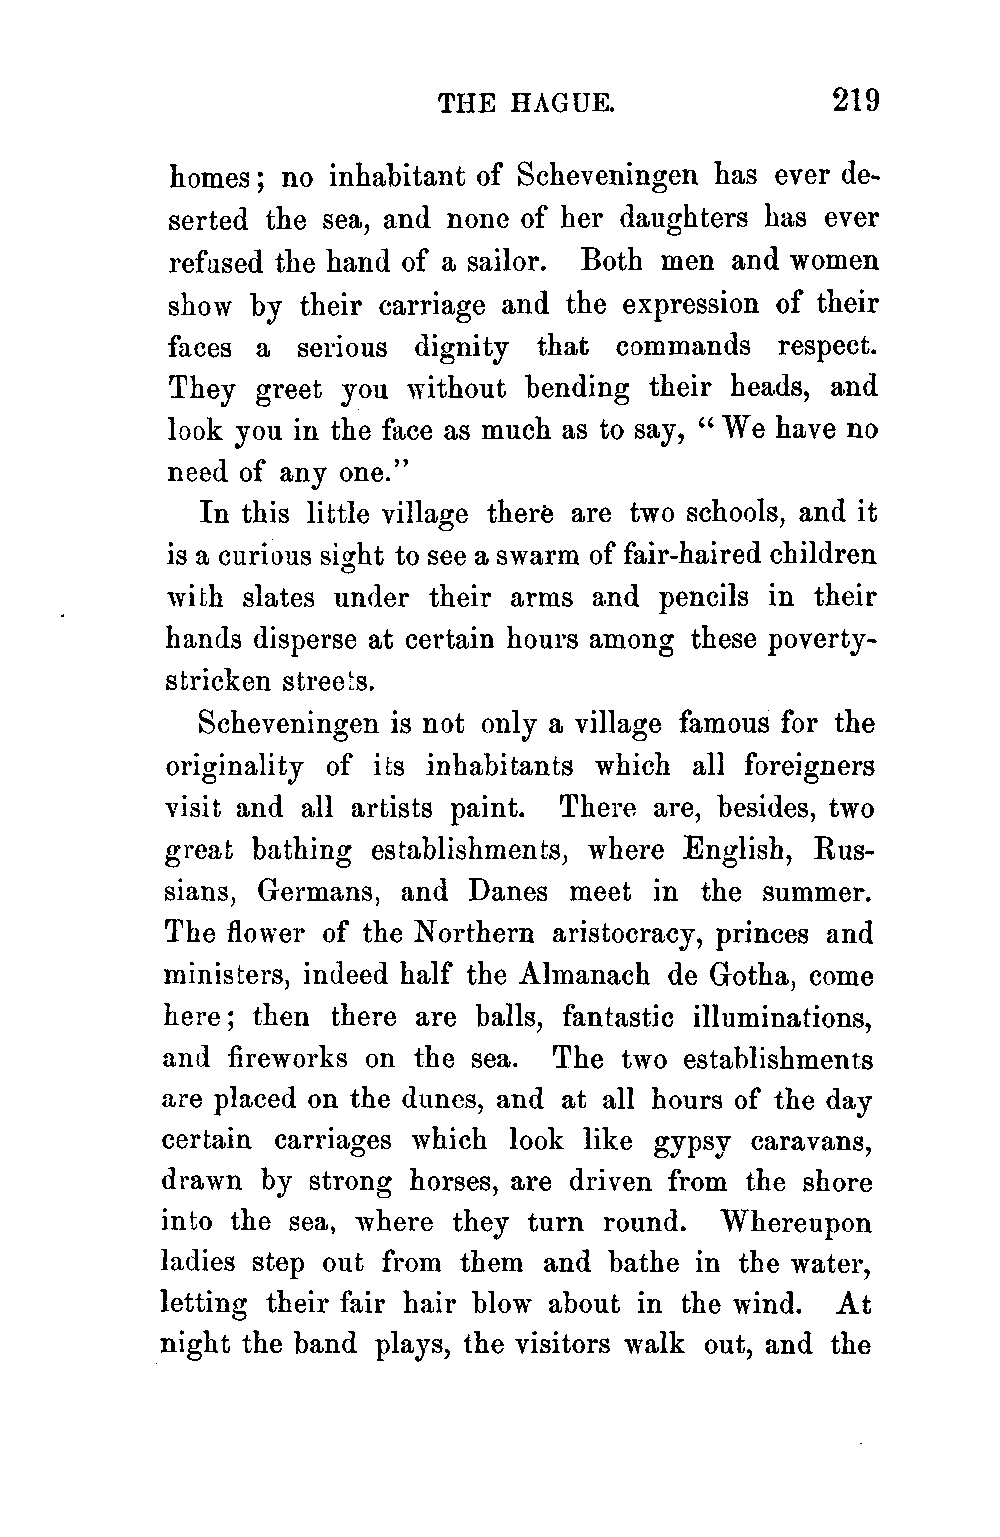 THE HAGUE. 219
homes; no inhabitant of Scheveningen has ever de-
serted the sea, and none of her daughters has ever
refused the hand of a sailor. Both men and women
show by their carriage and the expression of their
faces a serious dignity that commands respect.
They greet you without bending their heads, and
look you in the face as much as to say, “We have no
need of any one.”
In this little village there are two schools, and it
is a curious sight to see a swarm of fair-haired children
with slates under their arms and pencils in their
hands disperse at certain hours among these poverty-
stricken streets.
Scheveningen is not only a village famous for the
originality of its inhabitants which all foreigners
visit and all artists paint. There are, besides, two
great bathing establishments, where English, Rus-
sians, Germans, and Danes meet in the summer.
The flower of the Northern aristocracy, princes and
ministers, indeed half the Almanach de Gotha, come
here; then there are balls, fantastic illuminations,
and fireworks on the sea. The two establishments
are placed on the dunes, and at all hours of the day
certain carriages which look like gypsy caravans,
drawn by strong horses, are driven from the shore
into the sea, where they turn round. Whereupon
ladies step out from them and bathe in the water,
letting their fair hair blow about in the wind. At
night the band plays, the visitors walk out, and the